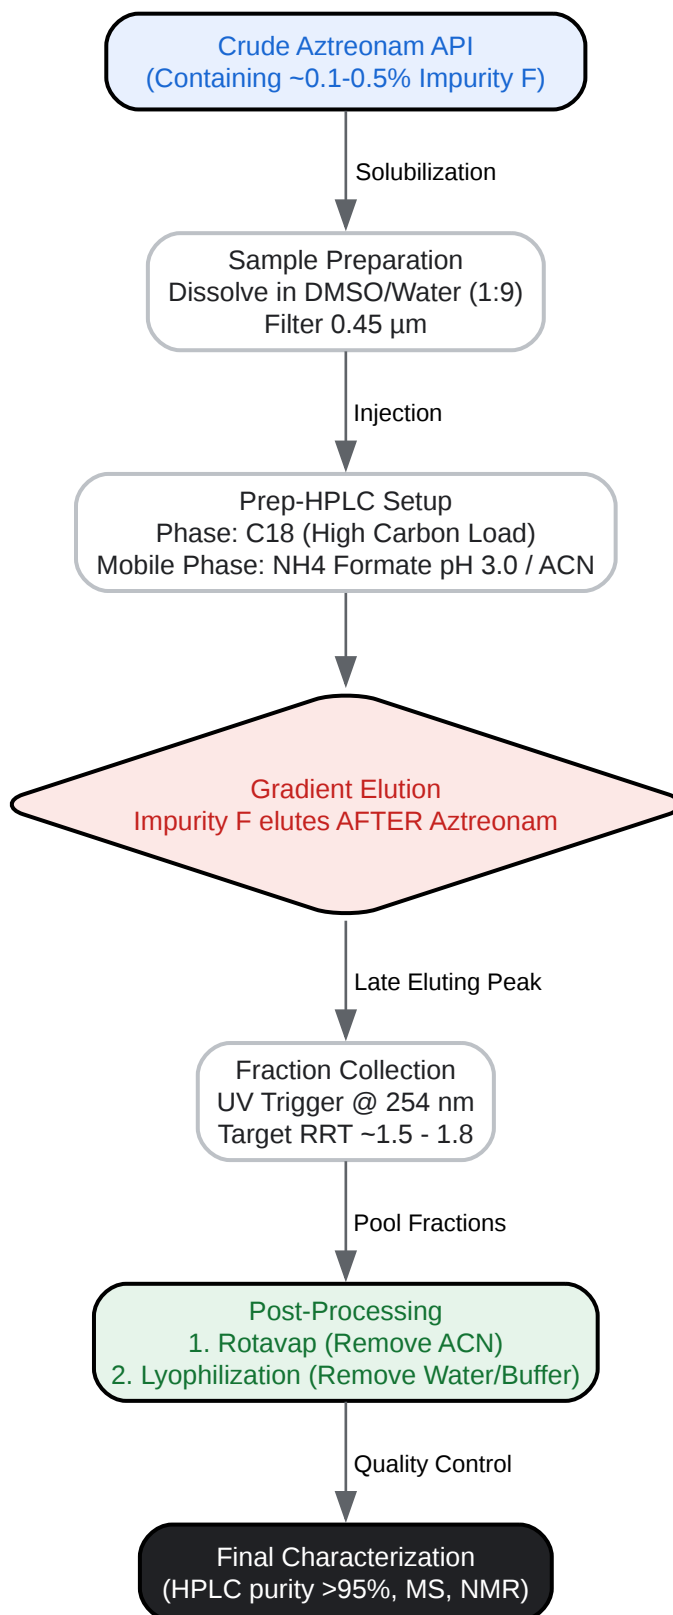 Crude Aztreonam API
(Containing ~0.1-0.5% Impurity F)
Solubilization
Sample Preparation
Dissolve in DMSO/Water (1:9)
Filter 0.45 µm
Injection
Prep-HPLC Setup
Phase: C18 (High Carbon Load)
Mobile Phase: NH4 Formate pH 3.0 / ACN
Gradient Elution
Impurity F elutes AFTER Aztreonam
Late Eluting Peak
Fraction Collection
UV Trigger @ 254 nm
Target RRT ~1.5 - 1.8
Pool Fractions
Post-Processing
1. Rotavap (Remove ACN)
2. Lyophilization (Remove Water/Buffer)
Quality Control
Final Characterization
(HPLC purity >95%, MS, NMR)